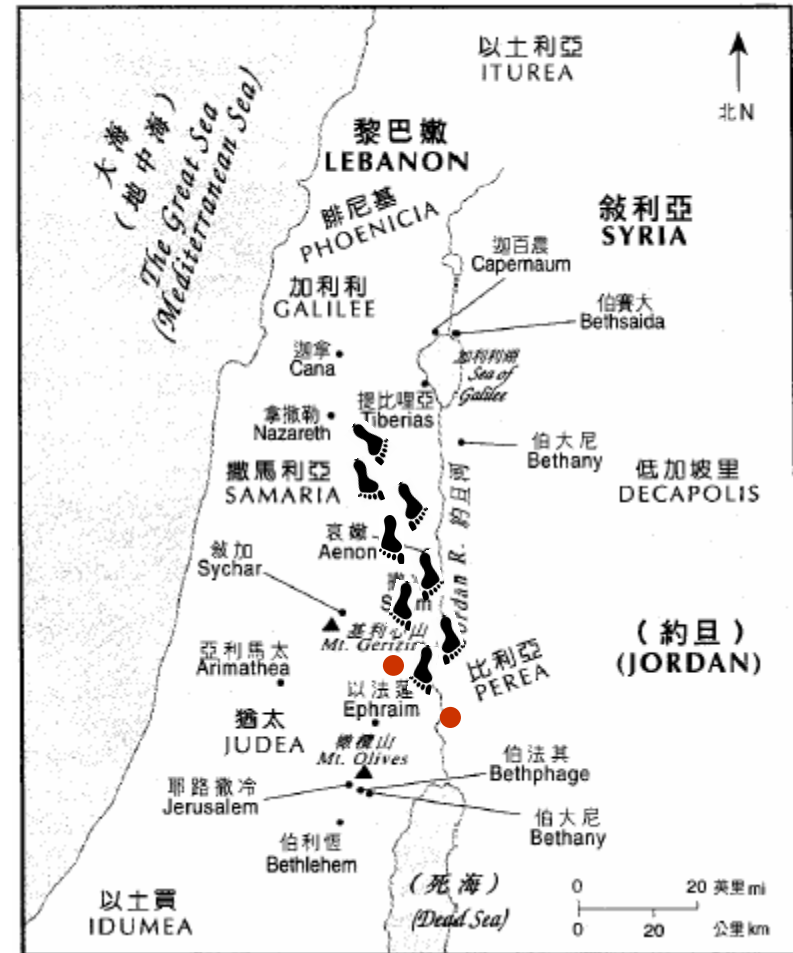 以土利亞
ITUREA
北N
大海
(地中海)
The Great Sea
(Mediterranean Sea)
黎巴嫩
LEBANON
腓尼基
PHOENICIA
敍利亞
SYRIA
迦百農
Capernaum
加利利
GALILEE
伯賽大
Bethsaida
迦拿
Cana
加利利湖
Sea of
Galilee
提比哩亞
Tiberias
拿撒勒
Nazareth
伯大尼
Bethany
撒馬利亞
SAMARIA
低加坡里
DECAPOLIS
Jordan R. 約旦河
哀嫩
Aenon
敍加
Sychar
基利心山
Mt.
亞利馬太
Arimathea
比利亞
PEREA
(約旦)
(JORDAN)
以法蓮
Ephraim
猶太
JUDEA
橄欖山
Mt. Olives
伯法其
Bethphage
耶路撒冷
Jerusalem
伯大尼
Bethany
伯利恆
Bethlehem
(死海)
(Dead Sea)
以土買
IDUMEA
0 20 英里mi
0 20 公里km